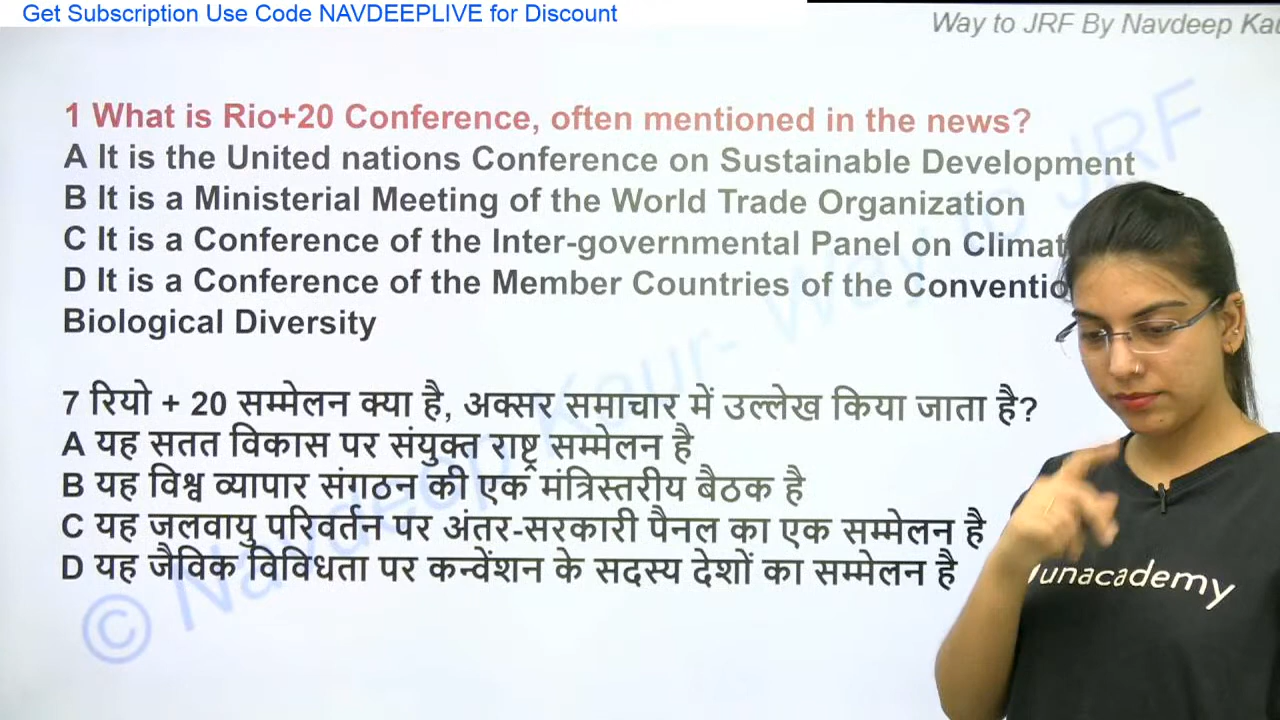 Get Subscription Use Code NAVDEEPLIVE for Discount
Way to JRF By Navdeep
1 What is Rio+20 Conference, often mentioned in the news?
A It is the United nations Conference on Sustainable Development
B It is a Ministerial Meeting of the World Trade Organization
C It is a Conference of the Inter-governmental Panel on
D It is a Conference of the Member Countries of the
Biological Diversity
7 रियो + 20 सम्मेलन क्या है, अक्सर समाचार में उल्लेख किया जाता है?
A यह सतत विकास पर संयुक्त राष्ट्र सम्मेलन है
B यह विश्व व्यापार संगठन की एक मंत्रिस्तरीय बैठक है
C यह जलवायु परिवर्तन पर अंतर-सरकारी पैनल का एक सम्मेलन है
D यह जैविक विविधता पर कन्वेंशन के सदस्य देशों का सम्मेलन है
© Navdeep Kaur- Way to JRF
unacademy